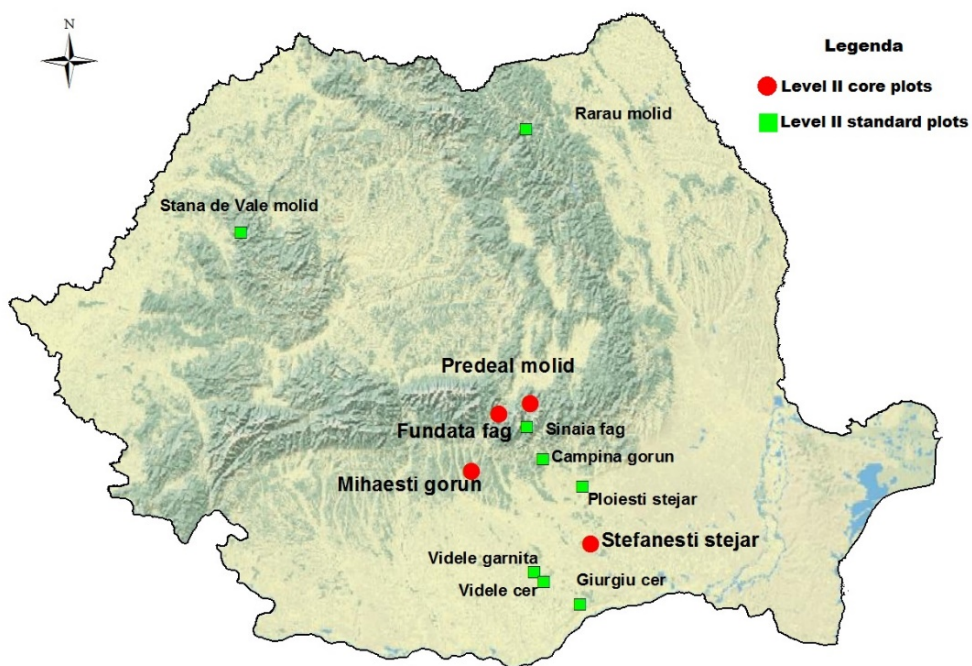 N
Legenda
Level II core plots
Level II standard plots
Rarau molid
Stana de Vale molid
Predeal molid
Fundata fag
Sinaia fag
Campina gorun
Mihaesti gorun
Ploiesti stejar
Stefanesti stejar
Videle garnita
Videle cer
Giurgiu cer